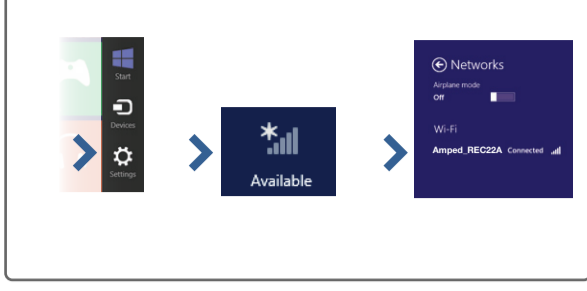 Start
Devices
Settings
Available
Networks
Airplane mode
Off
Wi-Fi
Amped_REC22A Connected